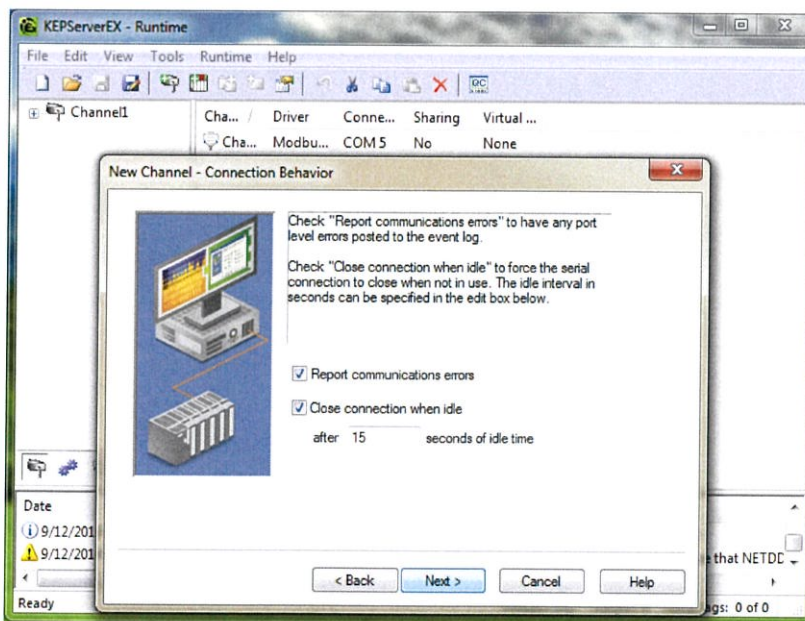 KEPServerEX - Runtime
File Edit View Tools Runtime Help
QC
Channel1
Cha... / Driver Conne... Sharing Virtual ...
Cha... Modbu... COM 5 No None
New Channel - Connection Behavior
Check "Report communications errors" to have any port
level errors posted to the event log.
Check "Close connection when idle" to force the serial
connection to close when not in use. The idle interval in
seconds can be specified in the edit box below.
Report communications errors
Close connection when idle
after 15 seconds of idle time
Date
9/12/201
9/12/201
e that NETDD
< Back Next > Cancel Help
Ready
ags: 0 of 0